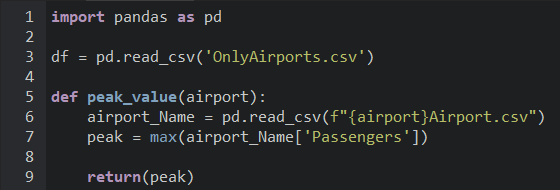 1 import pandas as pd
2
3 df = pd.read_csv('OnlyAirports.csv')
4
5 def peak_value(airport):
6     airport_Name = pd.read_csv(f"{airport}Airport.csv")
7     peak = max(airport_Name['Passengers'])
8
9     return(peak)